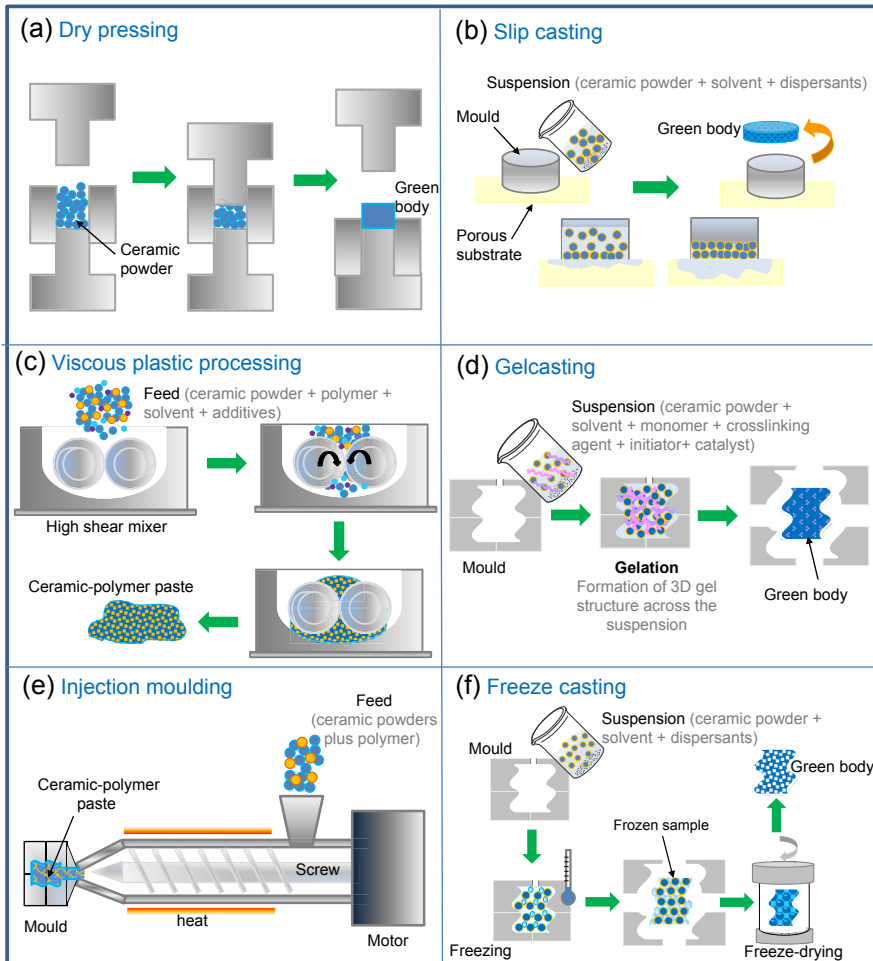 (a) Dry pressing
Ceramic
powder
Green
body
(b) Slip casting
Suspension (ceramic powder + solvent + dispersants)
Mould
Green body
Porous
substrate
(c) Viscous plastic processing
Feed (ceramic powder + polymer +
solvent + additives)
High shear mixer
Ceramic-polymer paste
(d) Gelcasting
Suspension (ceramic powder +
solvent + monomer + crosslinking
agent + initiator+ catalyst)
Mould
Gelation
Formation of 3D gel
structure across the
suspension
Green body
(e) Injection moulding
Feed
(ceramic powders
plus polymer)
Ceramic-polymer
paste
Screw
Mould
heat
Motor
(f) Freeze casting
Suspension (ceramic powder +
solvent + dispersants)
Mould
Green body
Frozen sample
Freezing
Freeze-drying